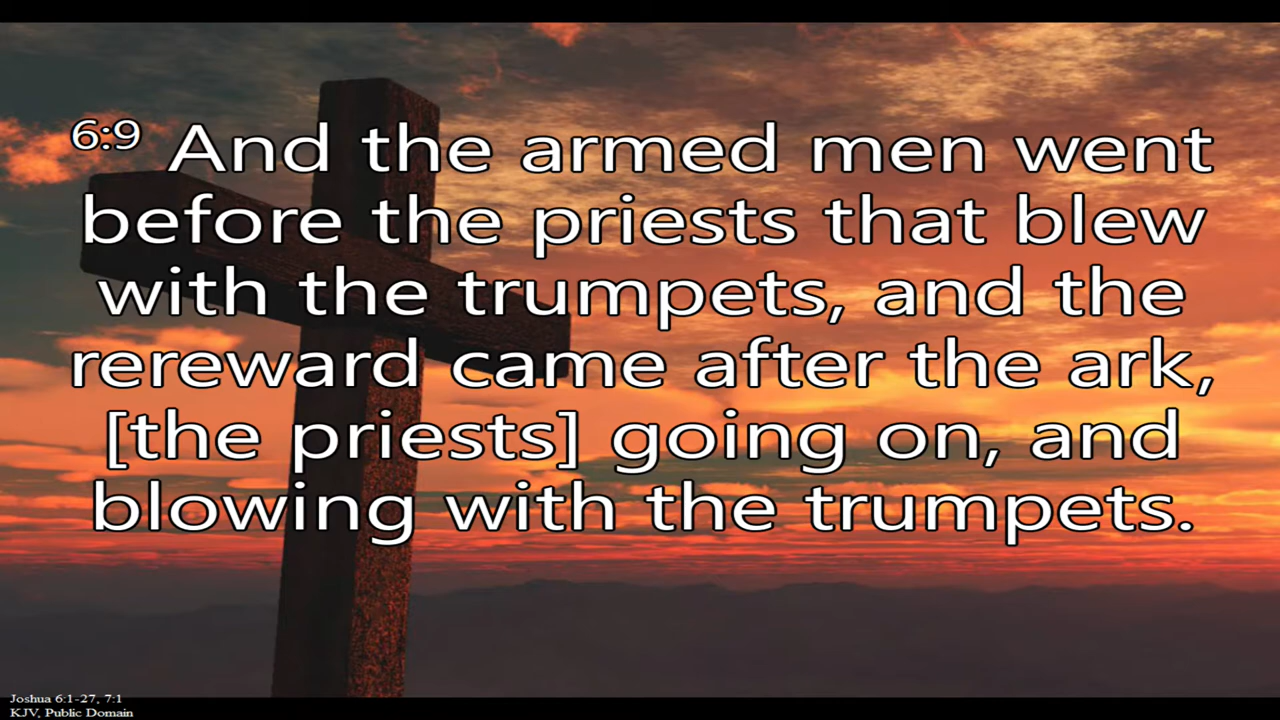 6:9 And the armed men went
before the priests that blew
with the trumpets, and the
rereward came after the ark,
[the priests] going on, and
blowing with the trumpets.
Joshua 6:1-27, 7:1
KJV, Public Domain